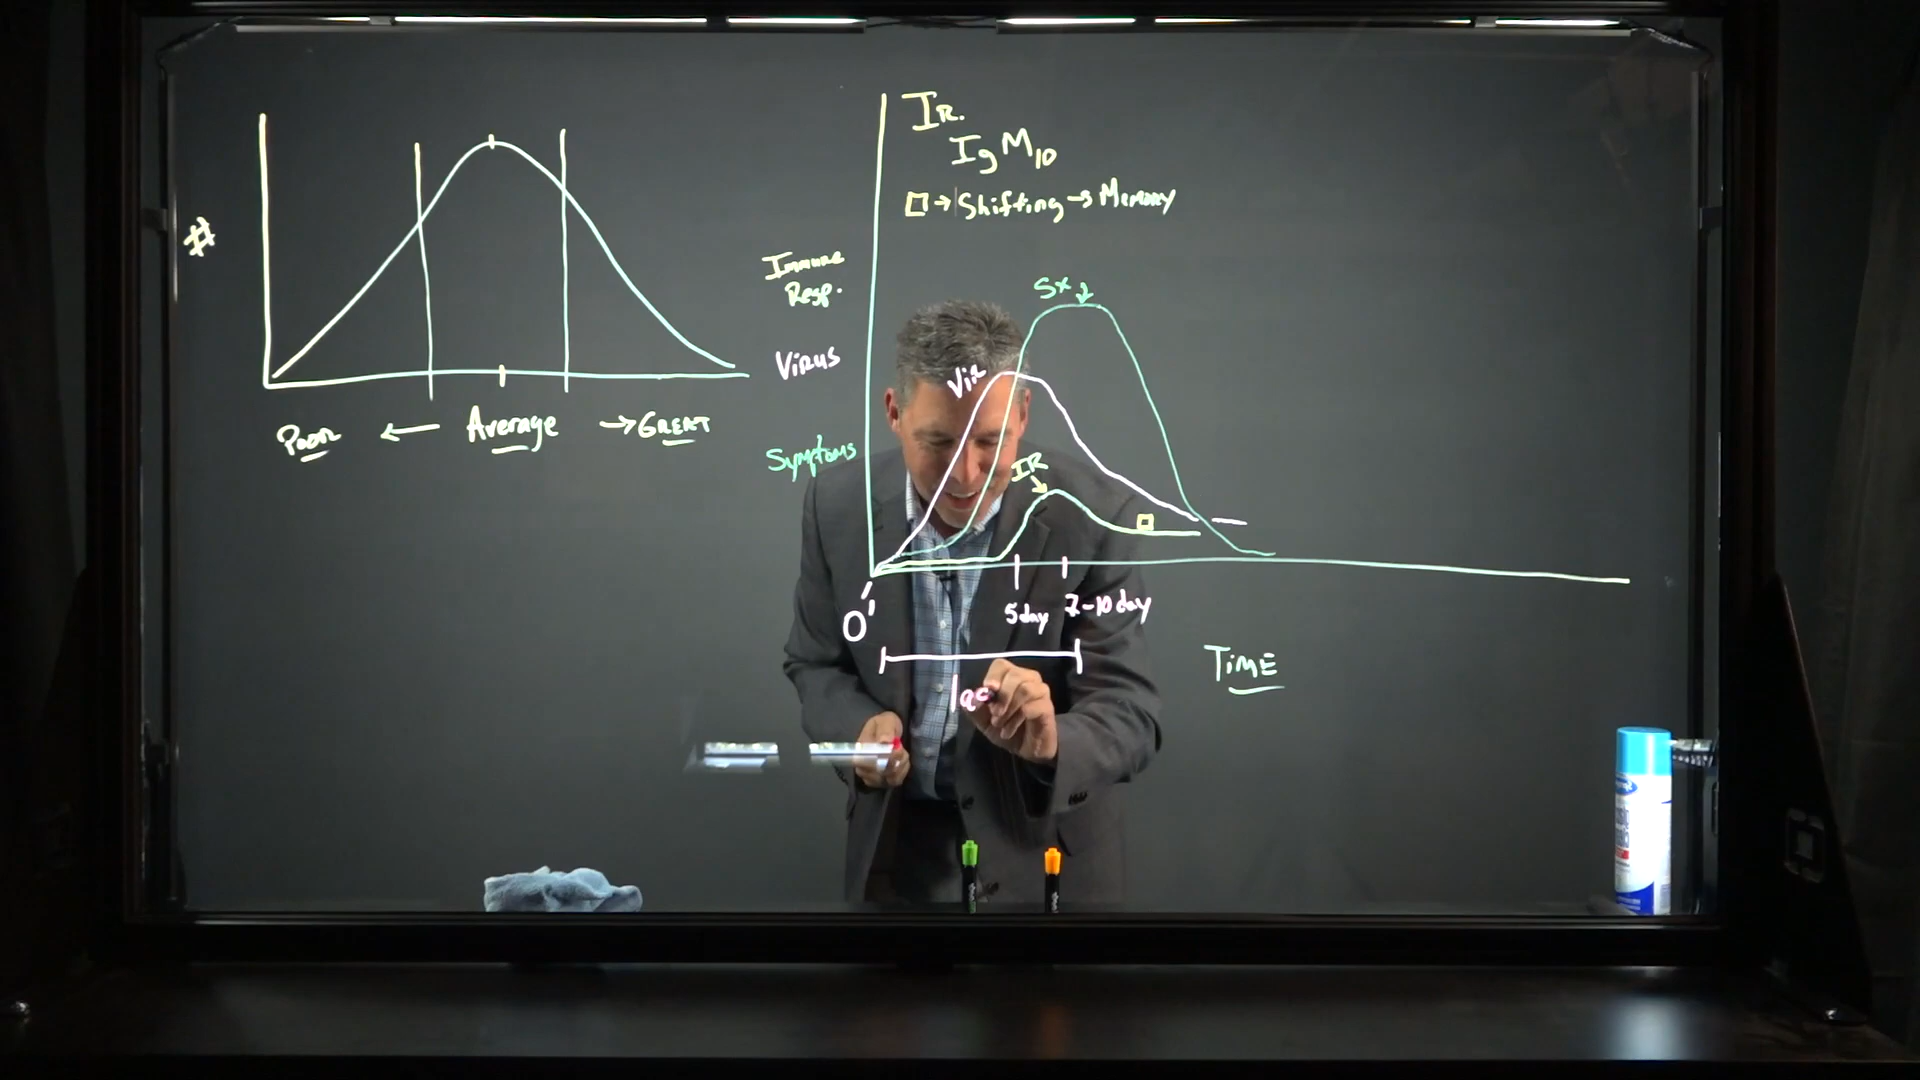 #
Poor ← Average → GREAT
IR.
IgM10
□ → Shifting → Memory
Immune
Resp.
Virus
Symptoms
Sx
Vir
IR
0
5 day
7-10 day
TiME